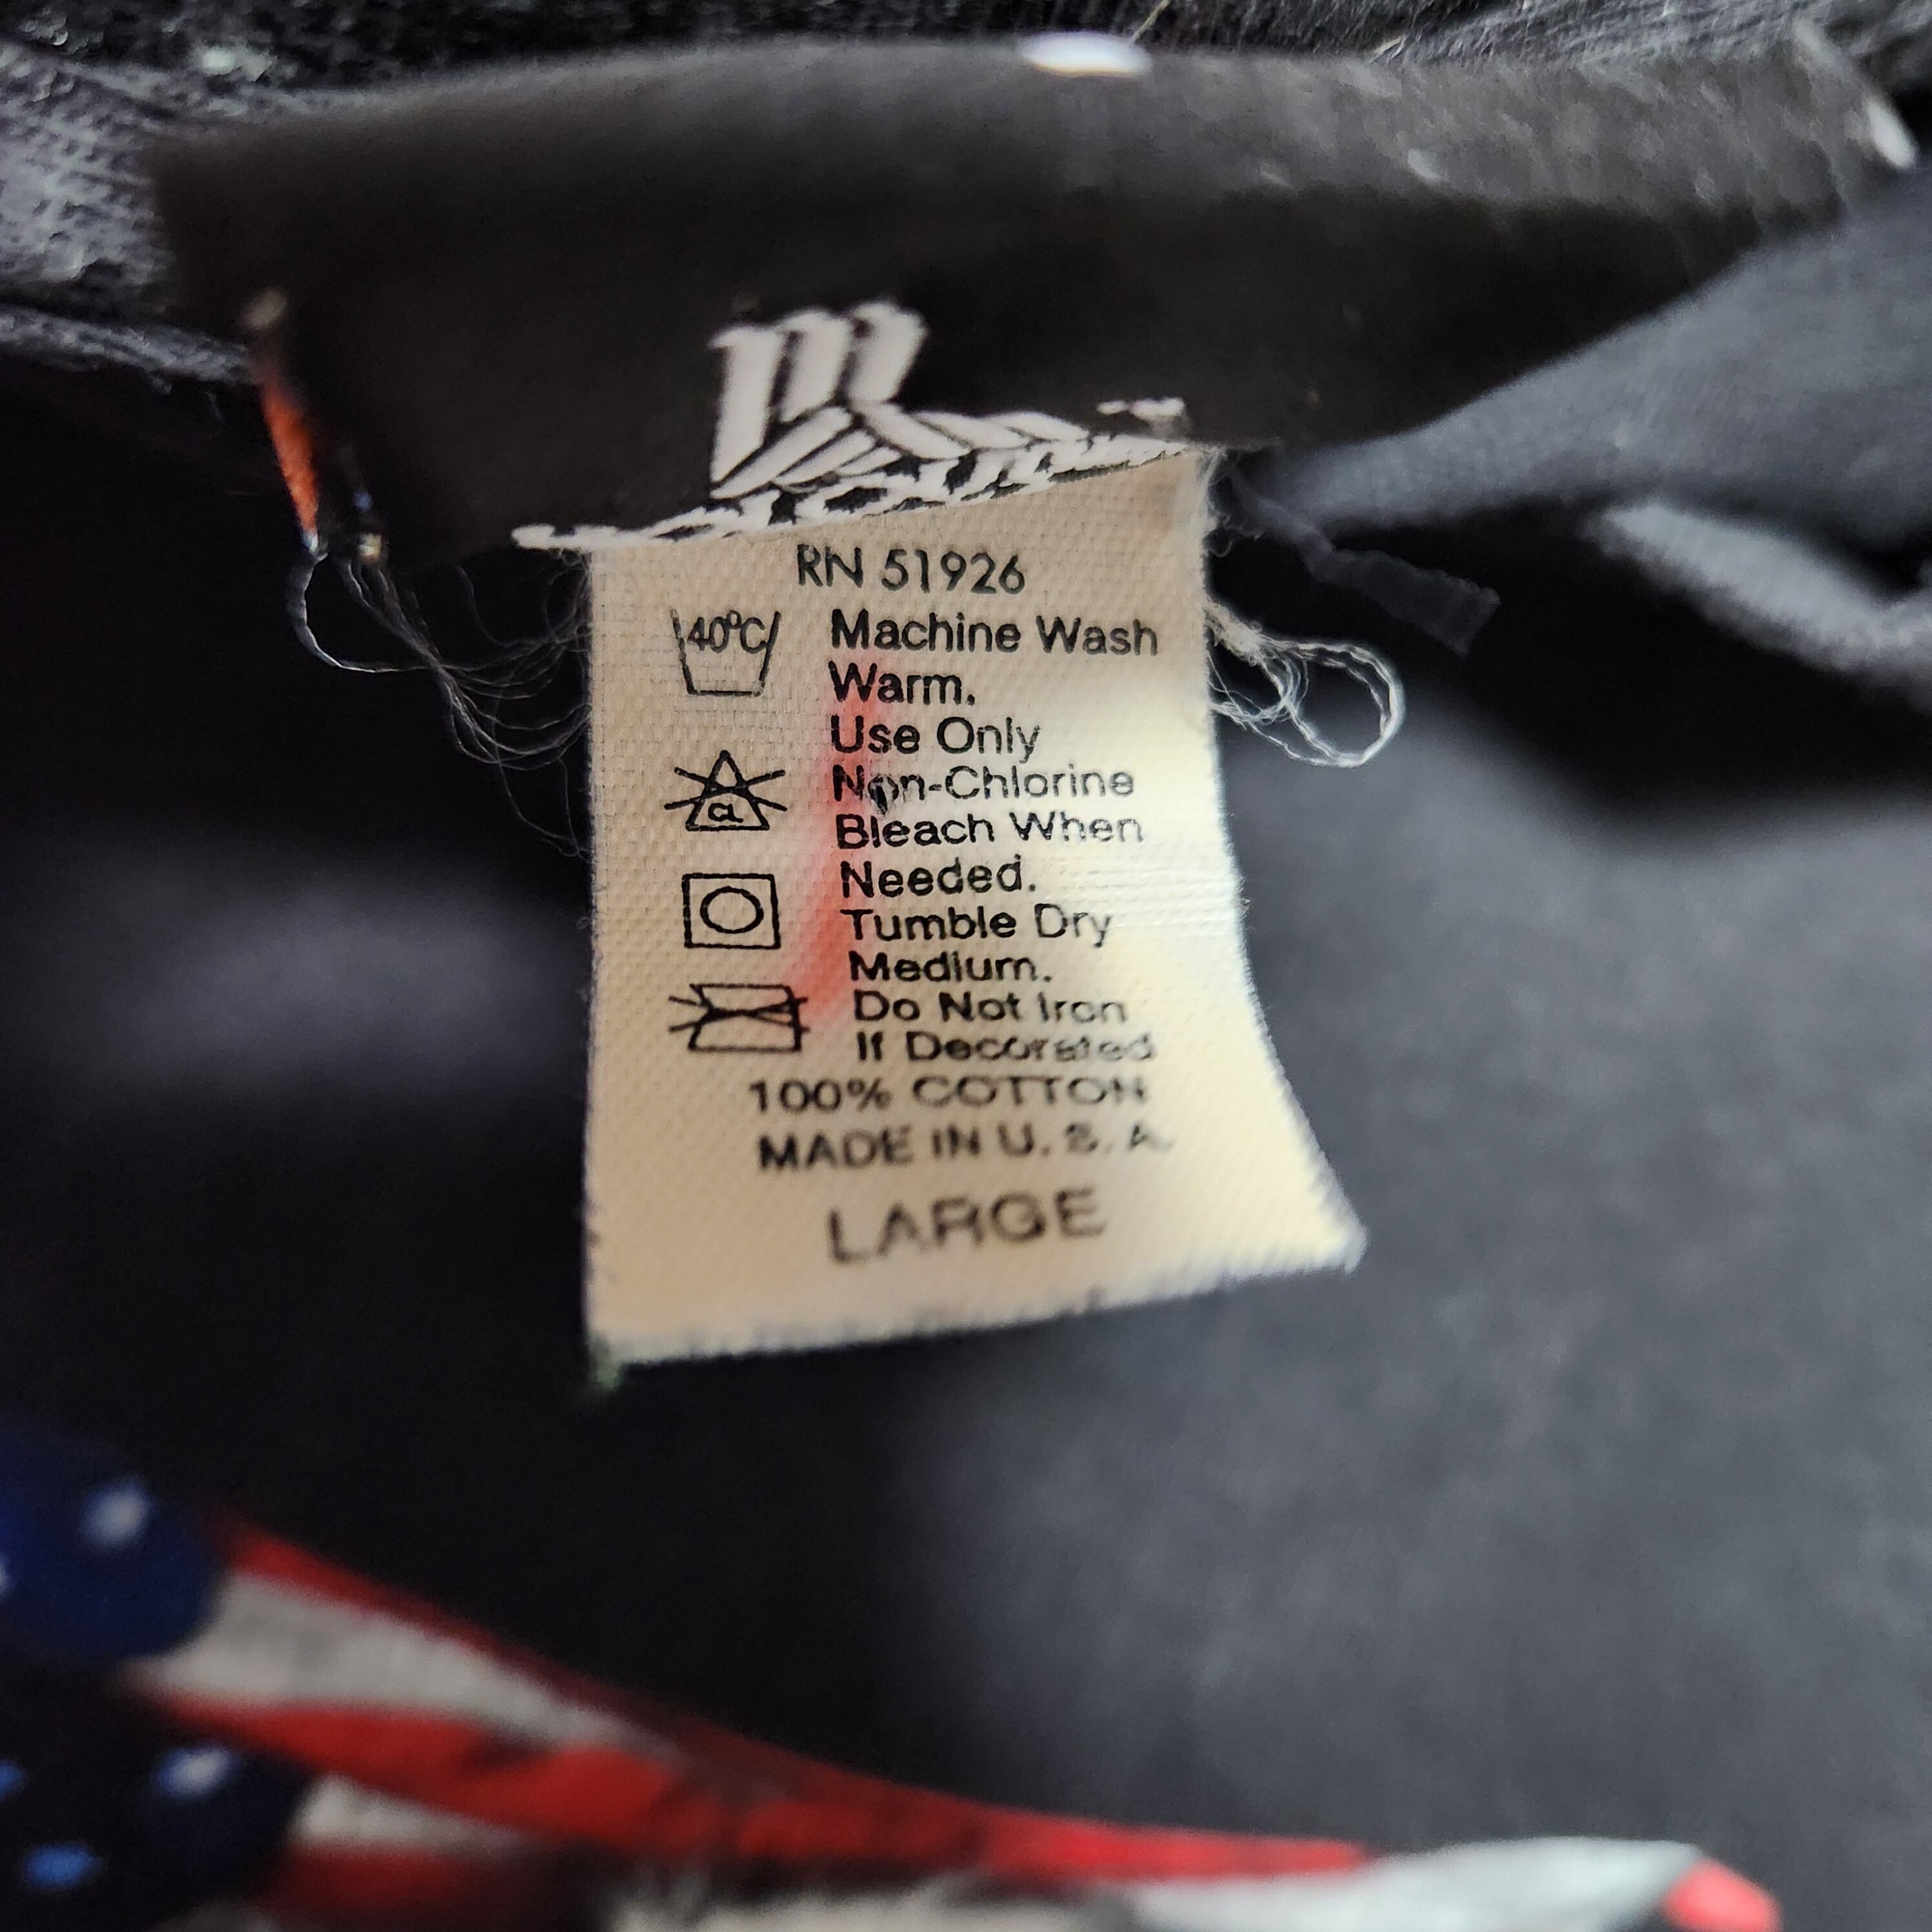 RN 51926
40°C Machine Wash
Warm.
Use Only
Non-Chlorine
cl Bleach When
Needed.
Tumble Dry
Medium.
Do Not Iron
If Decorated
100% COTTON
MADE IN U. S. A.
LARGE